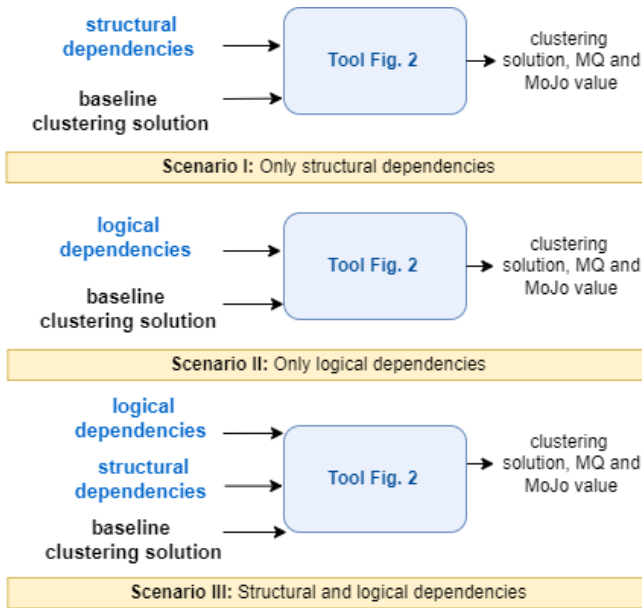 structural
dependencies
baseline
clustering solution
Tool Fig. 2
clustering
solution, MQ and
MoJo value
Scenario I: Only structural dependencies
logical
dependencies
baseline
clustering solution
Tool Fig. 2
clustering
solution, MQ and
MoJo value
Scenario II: Only logical dependencies
logical
dependencies
structural
dependencies
baseline
clustering solution
Tool Fig. 2
clustering
solution, MQ and
MoJo value
Scenario III: Structural and logical dependencies